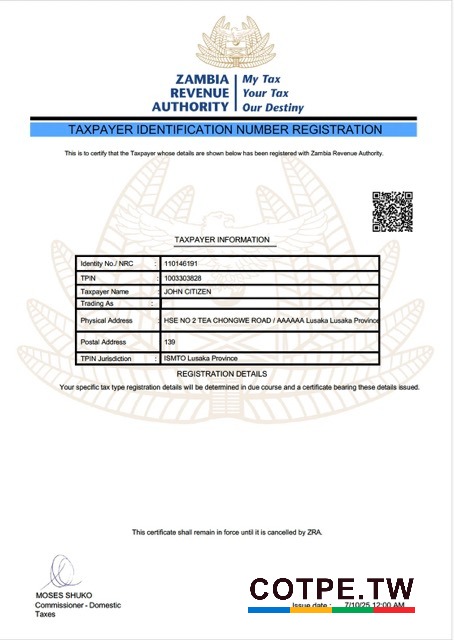 ZAMBIA
REVENUE
AUTHORITY
My Tax
Your Tax
Our Destiny
TAXPAYER IDENTIFICATION NUMBER REGISTRATION
This is to certify that the Taxpayer whose details are shown below has been registered with Zambia Revenue Authority.
TAXPAYER INFORMATION
Identity No./ NRC : 110146191
TPIN : 1003303828
Taxpayer Name : JOHN CITIZEN
Trading As :
Physical Address : HSE NO 2 TEA CHONGWE ROAD / AAAAAA Lusaka Lusaka Province
Postal Address : 139
TPIN Jurisdiction : ISMTO Lusaka Province
REGISTRATION DETAILS
Your specific tax type registration details will be determined in due course and a certificate bearing these details issued.
This certificate shall remain in force until it is cancelled by ZRA.
MOSES SHUKO
Commissioner - Domestic
Taxes
COTPE.TW
Issue date : 7/10/25 12:00 AM